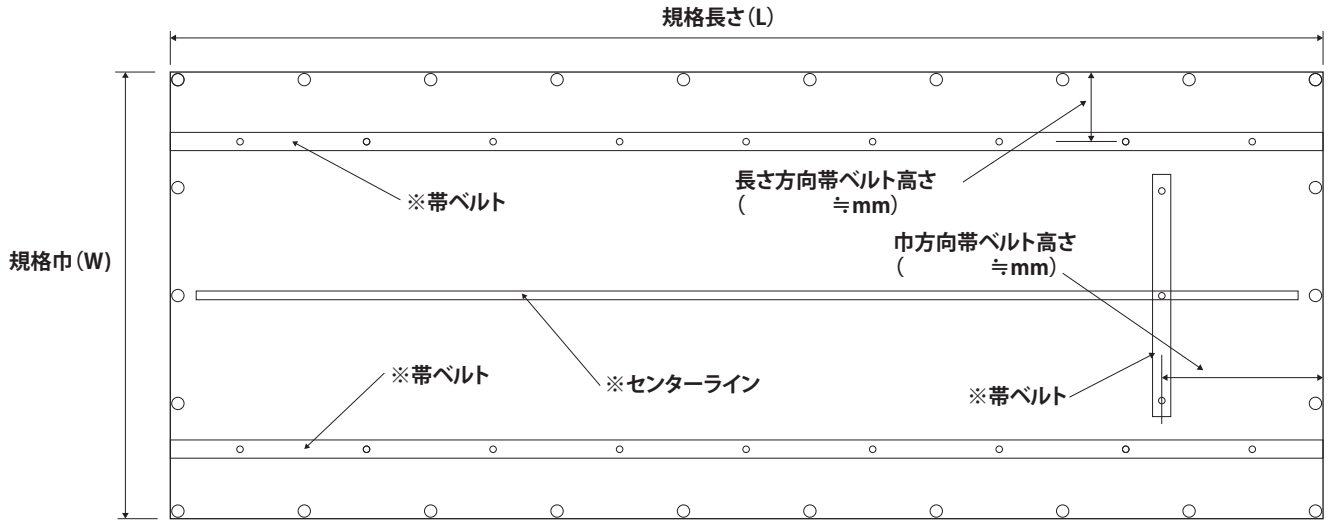 規格長さ（L）
※帯ベルト
長さ方向帯ベルト高さ
（　　　　≒mm）
巾方向帯ベルト高さ
（　　　　≒mm）
規格巾（W)
※帯ベルト
※センターライン
※帯ベルト